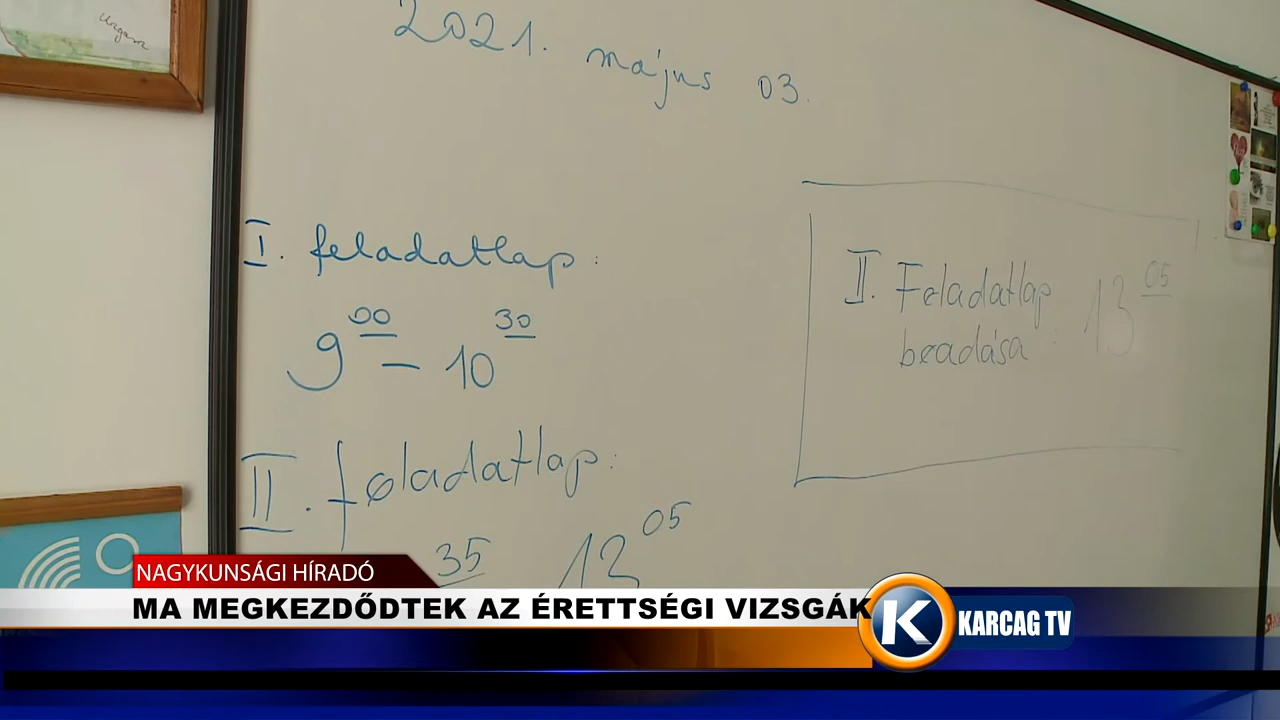 2021. május 03.
I. feladatlap:
9 00 – 10 30
II. feladatlap:
35 13 05
II. Feladatlap 13 05
beadása :
NAGYKUNSÁGI HÍRADÓ
MA MEGKEZDŐDTEK AZ ÉRETTSÉGI VIZSGÁK
K KARCAG TV